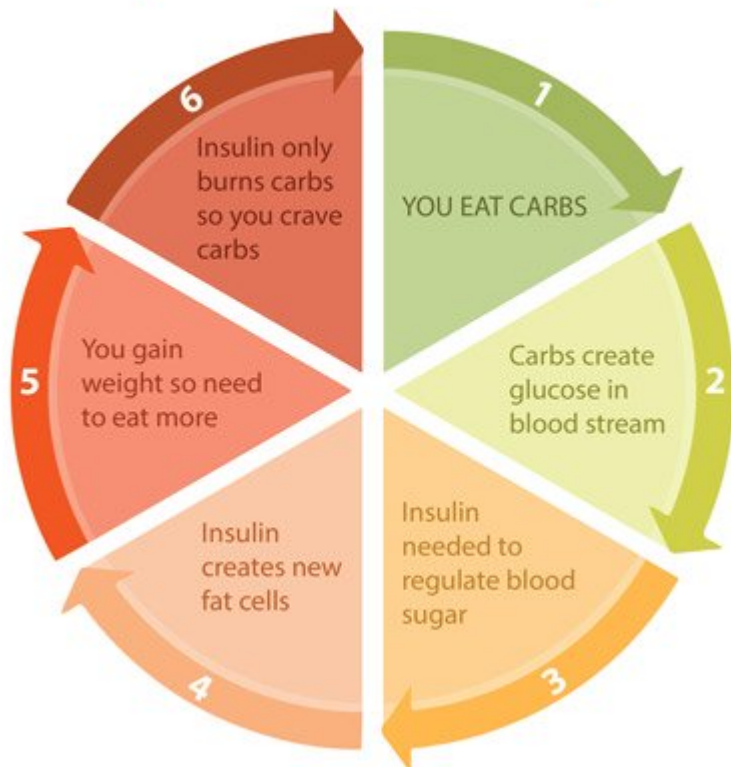 1
YOU EAT CARBS
2
Carbs create
glucose in
blood stream
3
Insulin
needed to
regulate blood
sugar
4
Insulin
creates new
fat cells
5
You gain
weight so need
to eat more
6
Insulin only
burns carbs
so you crave
carbs